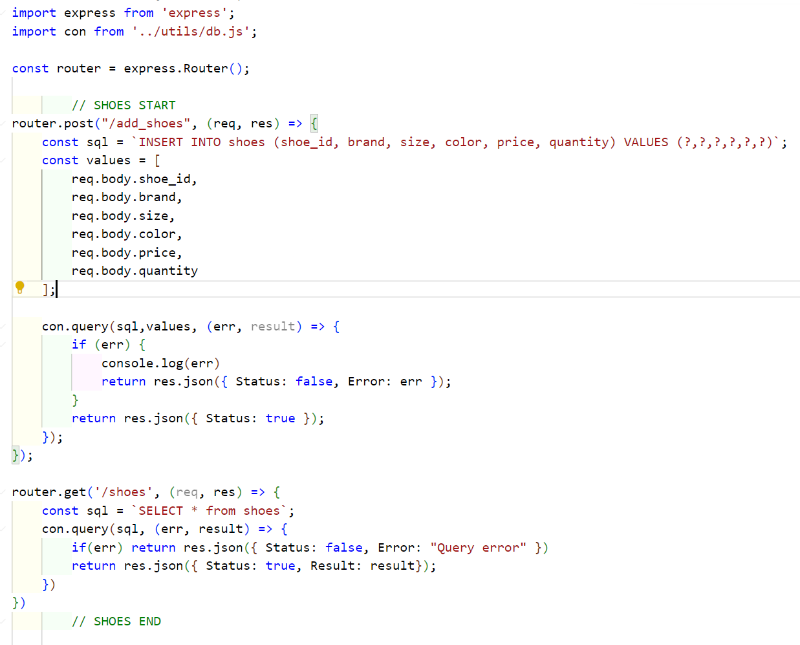 import express from 'express';
import con from '../utils/db.js';
const router = express.Router();
// SHOES START
router.post("/add_shoes", (req, res) => {
const sql = `INSERT INTO shoes (shoe_id, brand, size, color, price, quantity) VALUES (?,?,?,?,?,?)`;
const values = [
req.body.shoe_id,
req.body.brand,
req.body.size,
req.body.color,
req.body.price,
req.body.quantity
];
con.query(sql,values, (err, result) => {
if (err) {
console.log(err)
return res.json({ Status: false, Error: err });
}
return res.json({ Status: true });
});
});
router.get('/shoes', (req, res) => {
const sql = `SELECT * from shoes`;
con.query(sql, (err, result) => {
if(err) return res.json({ Status: false, Error: "Query error" })
return res.json({ Status: true, Result: result});
})
})
// SHOES END